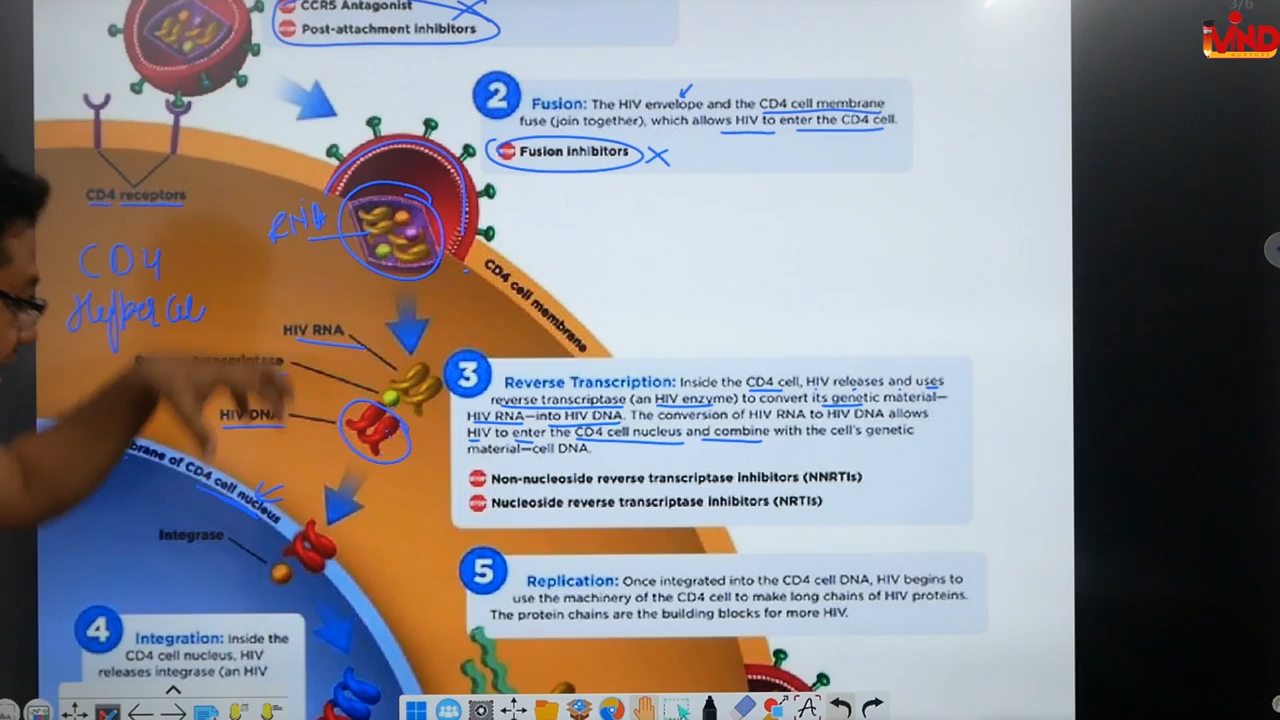 CCR5 Antagonist
Post-attachment inhibitors
3/6
MIND
2
Fusion: The HIV envelope and the CD4 cell membrane
fuse (join together), which allows HIV to enter the CD4 cell.
Fusion inhibitors
CD4 receptors
RNA
CD4
Helper Cell
CD4 cell membrane
HIV RNA
HIV DNA
3
Reverse Transcription: Inside the CD4 cell, HIV releases and uses
reverse transcriptase (an HIV enzyme) to convert its genetic material—
HIV RNA—into HIV DNA. The conversion of HIV RNA to HIV DNA allows
HIV to enter the CD4 cell nucleus and combine with the cell's genetic
material—cell DNA.
Non-nucleoside reverse transcriptase inhibitors (NNRTIs)
Nucleoside reverse transcriptase inhibitors (NRTIs)
of CD4 cell nucleus
Integrase
5
Replication: Once integrated into the CD4 cell DNA, HIV begins to
use the machinery of the CD4 cell to make long chains of HIV proteins.
The protein chains are the building blocks for more HIV.
4
Integration: Inside the
CD4 cell nucleus, HIV
releases integrase (an HIV